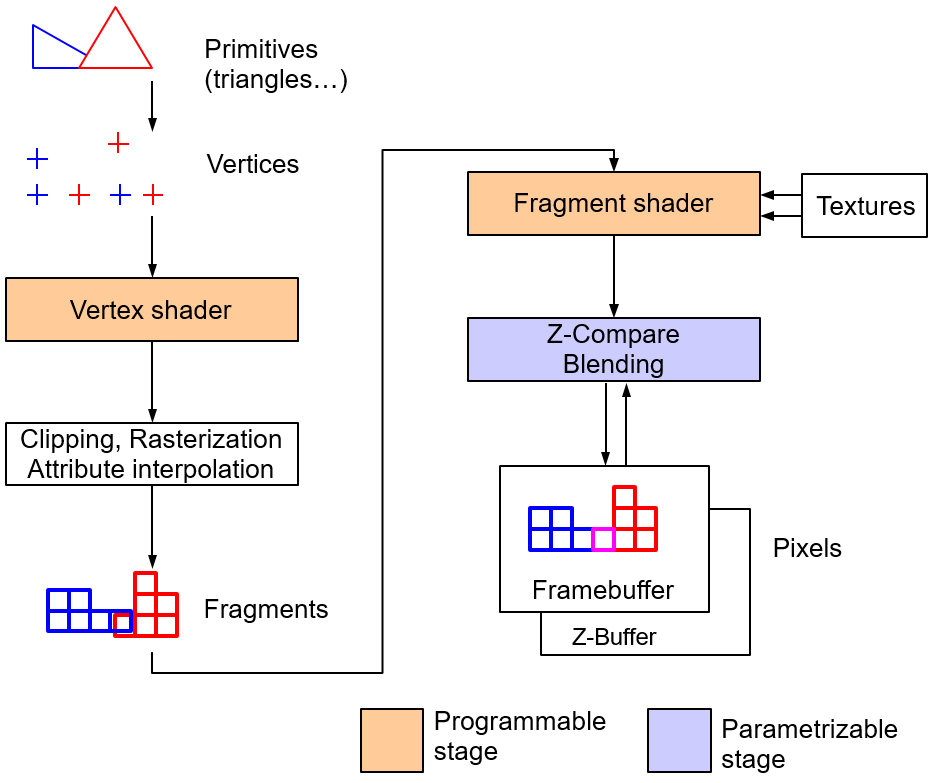 Primitives
(triangles…)
Vertices
Vertex shader
Clipping, Rasterization
Attribute interpolation
Fragments
Fragment shader
Textures
Z-Compare
Blending
Framebuffer
Z-Buffer
Pixels
Programmable
stage
Parametrizable
stage